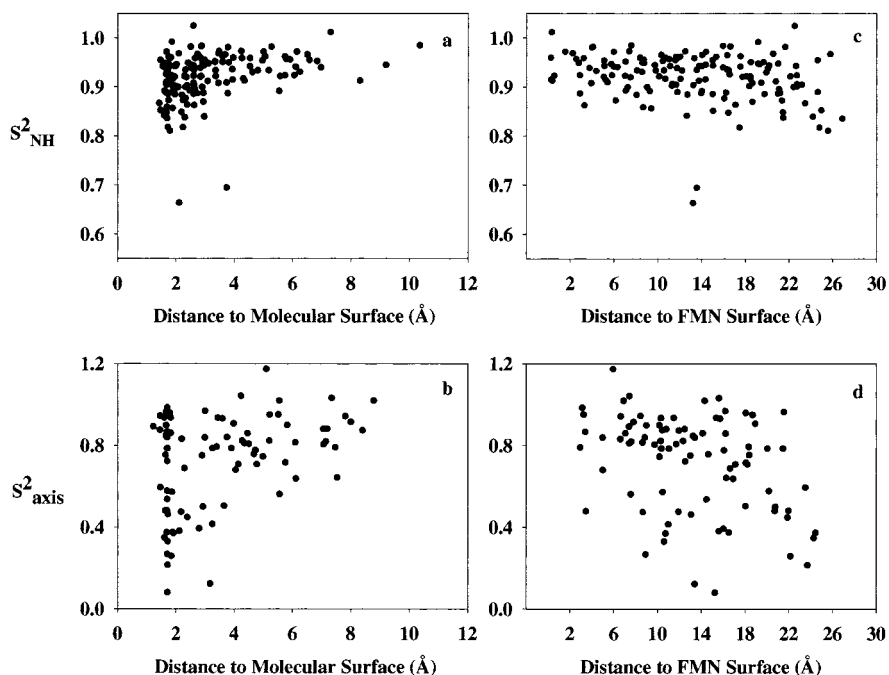 a
1.0
0.9
0.8
0.7
0.6
S²NH
0 2 4 6 8 10 12
Distance to Molecular Surface (Å)
c
1.0
0.9
0.8
0.7
0.6
2 6 10 14 18 22 26 30
Distance to FMN Surface (Å)
b
1.2
0.8
0.4
0.0
S²axis
0 2 4 6 8 10 12
Distance to Molecular Surface (Å)
d
1.2
0.8
0.4
0.0
2 6 10 14 18 22 26 30
Distance to FMN Surface (Å)